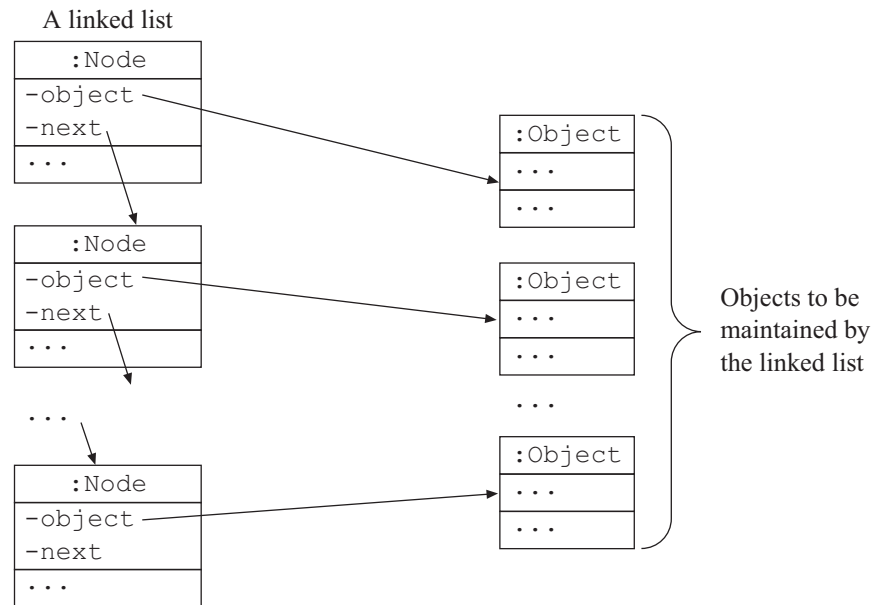 A linked list
:Node
-object
-next
...
:Node
-object
-next
...
...
:Node
-object
-next
...
:Object
...
...
:Object
...
...
...
:Object
...
...
Objects to be
maintained by
the linked list